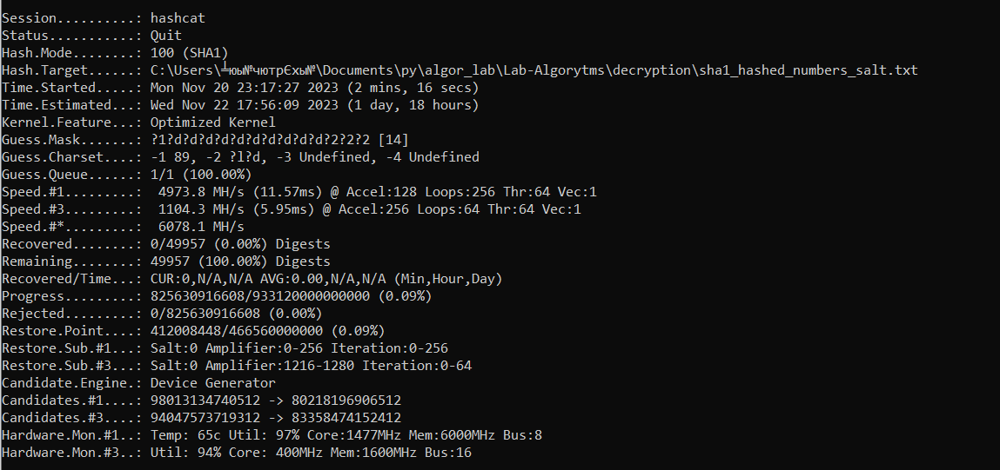 Session..........: hashcat
Status...........: Quit
Hash.Mode........: 100 (SHA1)
Hash.Target......: C:\Users\╧юы№чютрЄхы№\Documents\py\algor_lab\Lab-Algorytms\decryption\sha1_hashed_numbers_salt.txt
Time.Started.....: Mon Nov 20 23:17:27 2023 (2 mins, 16 secs)
Time.Estimated...: Wed Nov 22 17:56:09 2023 (1 day, 18 hours)
Kernel.Feature...: Optimized Kernel
Guess.Mask.......: ?1?d?d?d?d?d?d?d?d?d?d?2?2?2 [14]
Guess.Charset....: -1 89, -2 ?l?d, -3 Undefined, -4 Undefined
Guess.Queue......: 1/1 (100.00%)
Speed.#1.........:  4973.8 MH/s (11.57ms) @ Accel:128 Loops:256 Thr:64 Vec:1
Speed.#3.........:  1104.3 MH/s (5.95ms) @ Accel:256 Loops:64 Thr:64 Vec:1
Speed.#*.........:  6078.1 MH/s
Recovered........: 0/49957 (0.00%) Digests
Remaining........: 49957 (100.00%) Digests
Recovered/Time...: CUR:0,N/A,N/A AVG:0.00,N/A,N/A (Min,Hour,Day)
Progress.........: 825630916608/933120000000000 (0.09%)
Rejected.........: 0/825630916608 (0.00%)
Restore.Point....: 412008448/466560000000 (0.09%)
Restore.Sub.#1...: Salt:0 Amplifier:0-256 Iteration:0-256
Restore.Sub.#3...: Salt:0 Amplifier:1216-1280 Iteration:0-64
Candidate.Engine.: Device Generator
Candidates.#1....: 98013134740512 -> 80218196906512
Candidates.#3....: 94047573719312 -> 83358474152412
Hardware.Mon.#1..: Temp: 65c Util: 97% Core:1477MHz Mem:6000MHz Bus:8
Hardware.Mon.#3..: Util: 94% Core: 400MHz Mem:1600MHz Bus:16